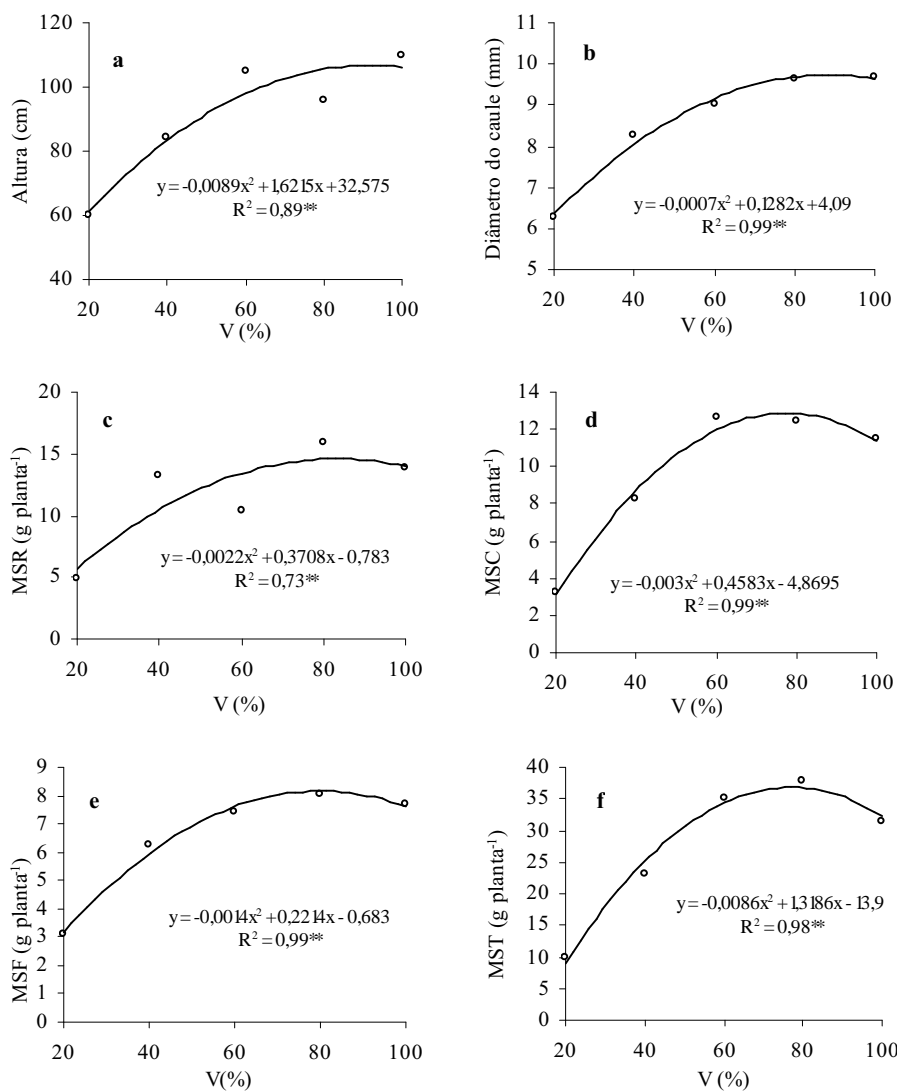 a
Altura (cm)
120
100
80
60
40
y = -0,0089x² + 1,6215x + 32,575
R² = 0,89**
20 40 60 80 100
V (%)
b
Diâmetro do caule (mm)
11
10
9
8
7
6
5
y = -0,0007x² + 0,1282x + 4,09
R² = 0,99**
20 40 60 80 100
V (%)
c
MSR (g planta⁻¹)
20
15
10
5
0
y = -0,0022x² + 0,3708x - 0,783
R² = 0,73**
20 40 60 80 100
V (%)
d
MSC (g planta⁻¹)
14
12
10
8
6
4
2
0
y = -0,003x² + 0,4583x - 4,8695
R² = 0,99**
20 40 60 80 100
V (%)
e
MSF (g planta⁻¹)
9
8
7
6
5
4
3
2
1
0
y = -0,0014x² + 0,2214x - 0,683
R² = 0,99**
20 40 60 80 100
V(%)
f
MST (g planta⁻¹)
40
35
30
25
20
15
10
5
0
y = -0,0086x² + 1,3186x - 13,9
R² = 0,98**
20 40 60 80 100
V (%)